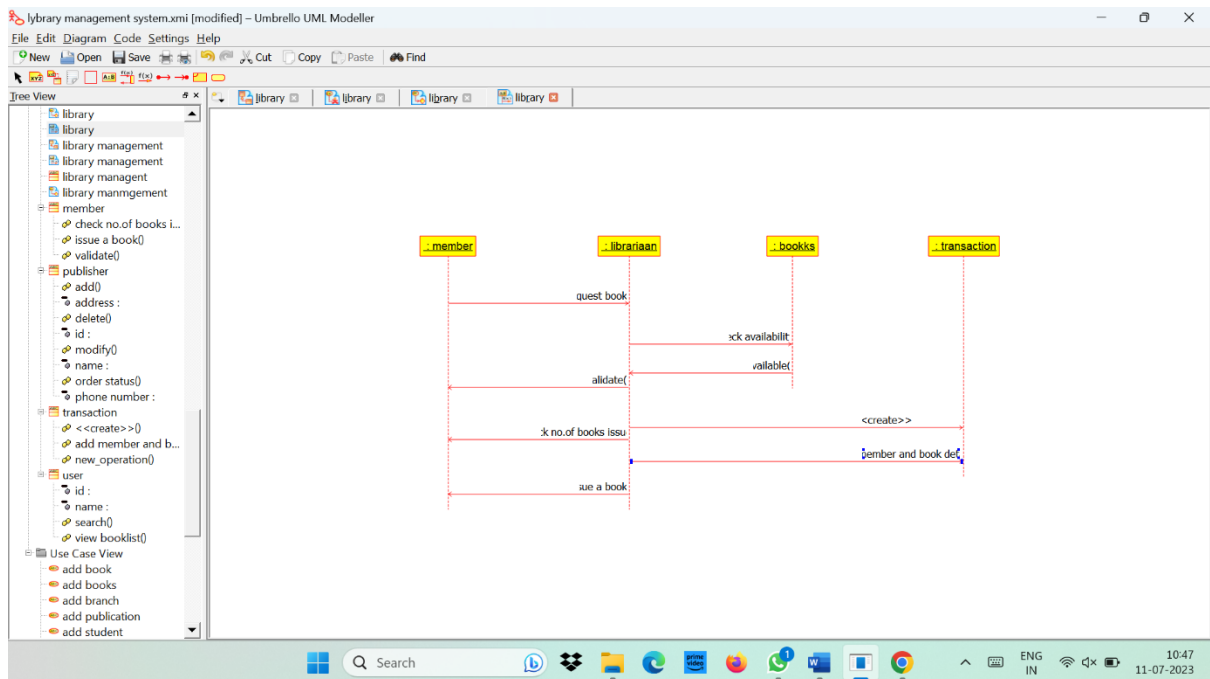 lybrary management system.xmi [modified] – Umbrello UML Modeller
File Edit Diagram Code Settings Help
New Open Save Cut Copy Paste Find
Tree View
library library library library
library
library
library management
library management
library managent
library manmgement
member
check no.of books i...
issue a book()
validate()
publisher
add()
address :
delete()
id :
modify()
name :
order status()
phone number :
transaction
<<create>>()
add member and b...
new_operation()
user
id :
name :
search()
view booklist()
Use Case View
add book
add books
add branch
add publication
add student
: member : librariaan : bookks : transaction
quest book
ck availabilit
vailable(
alidate(
<create>>
k no.of books issu
ember and book det
sue a book
Search
prime video
1
ENG
IN
10:47
11-07-2023